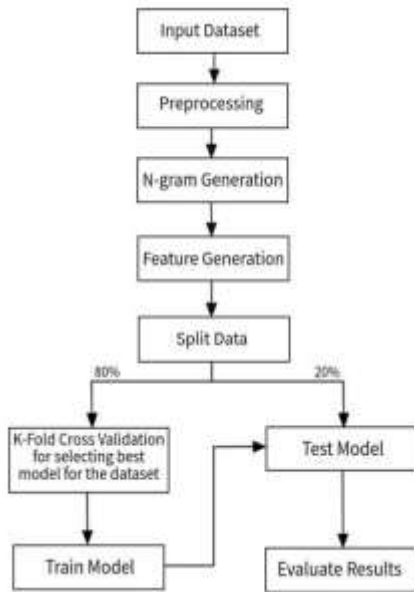 Input Dataset
Preprocessing
N-gram Generation
Feature Generation
Split Data
80%
20%
K-Fold Cross Validation
for selecting best
model for the dataset
Test Model
Train Model
Evaluate Results